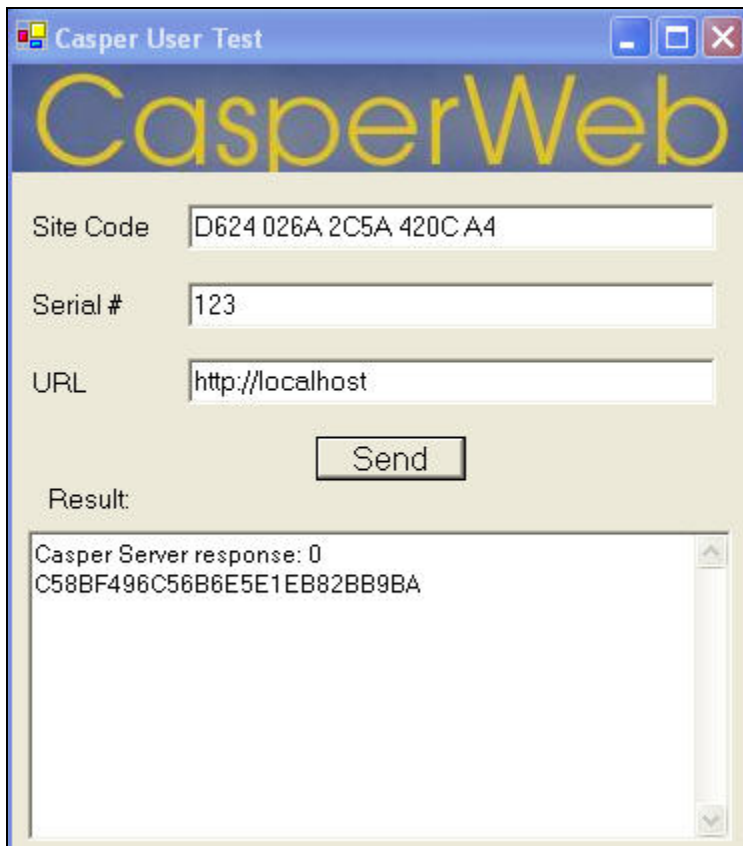 Casper User Test
CasperWeb
Site Code D624 026A 2C5A 420C A4
Serial # 123
URL http://localhost
Send
Result:
Casper Server response: 0
C58BF496C56B6E5E1EB82BB9BA